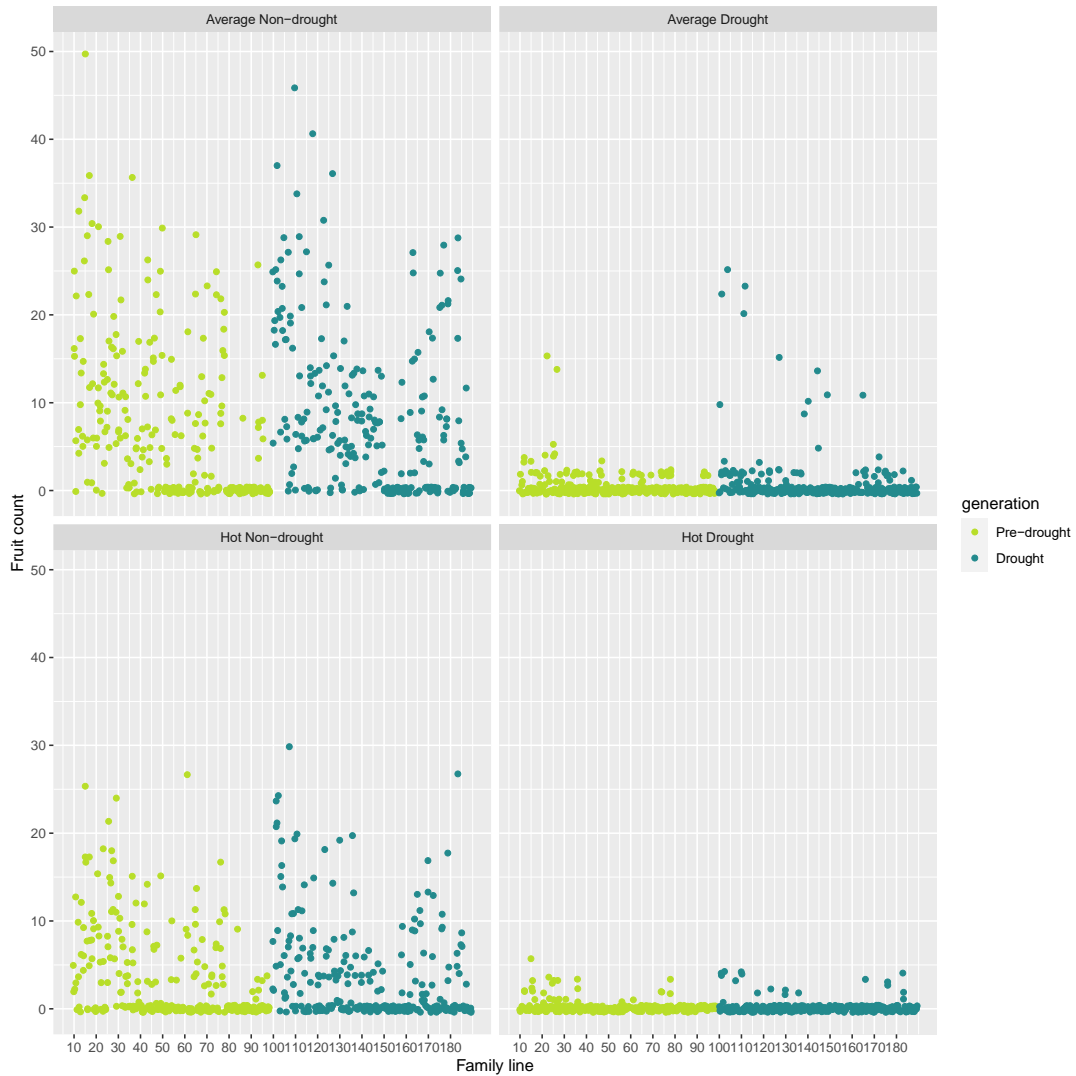 Average Non−drought
Average Drought
50
40
30
20
10
0
Hot Non−drought
Hot Drought
50
40
30
20
10
0
10 20 30 40 50 60 70 80 90 100110120130140150160170180
10 20 30 40 50 60 70 80 90 100110120130140150160170180
Family line
Fruit count
generation
Pre−drought
Drought